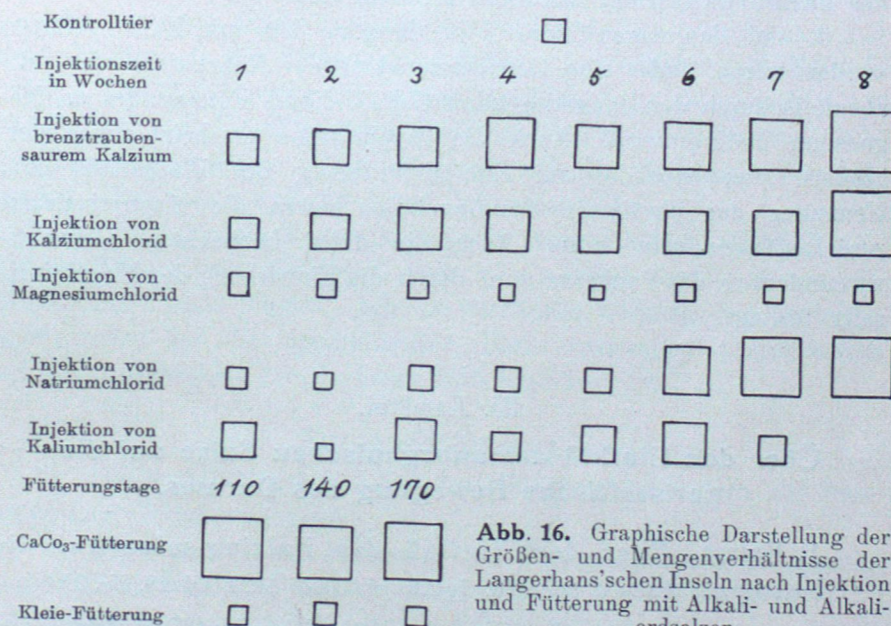 Kontrolltier
Injektionszeit
in Wochen
1 2 3 4 5 6 7 8
Injektion von
brenztrauben-
saurem Kalzium
Injektion von
Kalziumchlorid
Injektion von
Magnesiumchlorid
Injektion von
Natriumchlorid
Injektion von
Kaliumchlorid
Fütterungstage 110 140 170
CaCo₃-Fütterung
Kleie-Fütterung
Abb. 16. Graphische Darstellung der
Größen- und Mengenverhältnisse der
Langerhans'schen Inseln nach Injektion
und Fütterung mit Alkali- und Alkali-